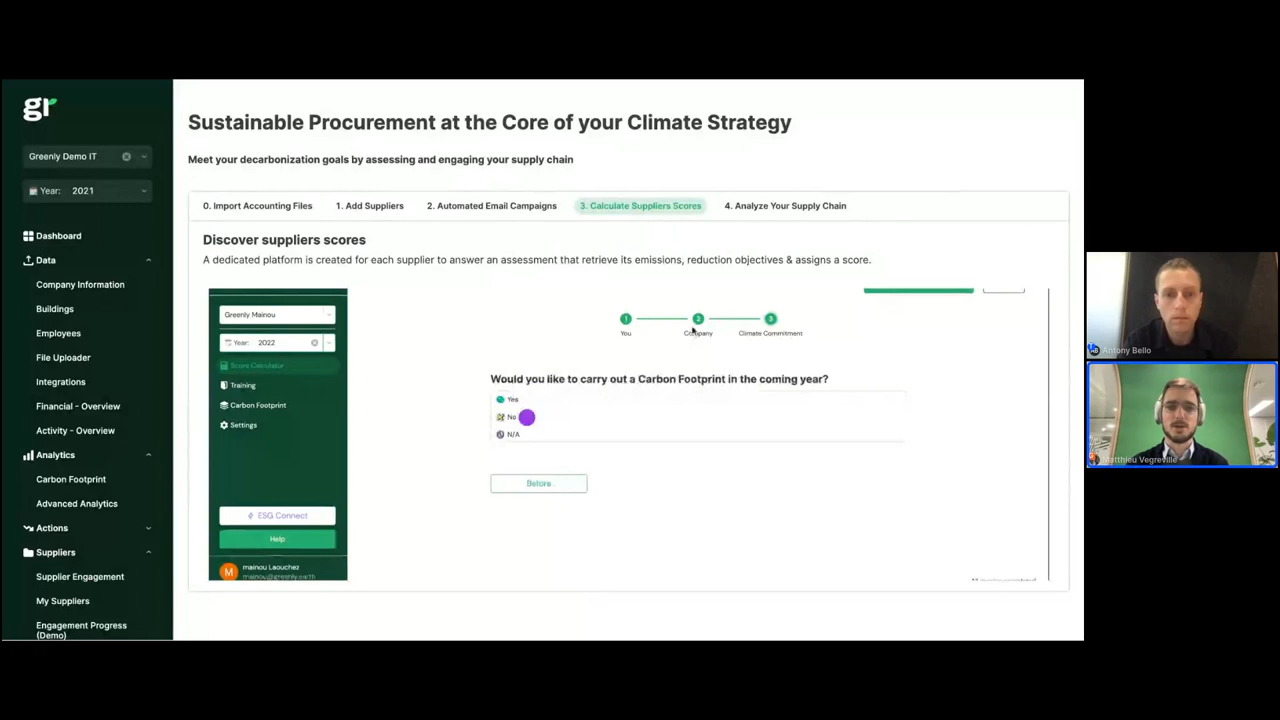 gr
Greenly Demo IT
Year: 2021
Dashboard
Data
Company Information
Buildings
Employees
File Uploader
Integrations
Financial - Overview
Activity - Overview
Analytics
Carbon Footprint
Advanced Analytics
Actions
Suppliers
Supplier Engagement
My Suppliers
Engagement Progress
(Demo)
Sustainable Procurement at the Core of your Climate Strategy
Meet your decarbonization goals by assessing and engaging your supply chain
0. Import Accounting Files
1. Add Suppliers
2. Automated Email Campaigns
3. Calculate Suppliers Scores
4. Analyze Your Supply Chain
Discover suppliers scores
A dedicated platform is created for each supplier to answer an assessment that retrieve its emissions, reduction objectives & assigns a score.
Greenly Mainou
Year: 2022
Score Calculator
Training
Carbon Footprint
Settings
ESG Connect
Help
M
mainou Laouchez
mainou@greenly.earth
1
2
3
You
Company
Climate Commitment
Would you like to carry out a Carbon Footprint in the coming year?
Yes
No
N/A
Before
Antony Bello
Matthieu Vegreville